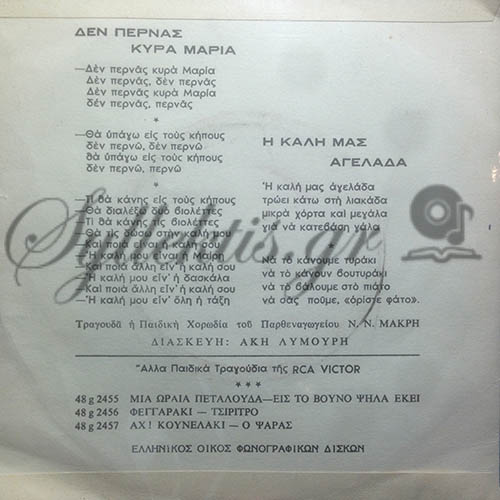 ΔΕΝ ΠΕΡΝΑΣ
ΚΥΡΑ ΜΑΡΙΑ
—Δὲν περνᾶς κυρὰ Μαρία
Δὲν περνᾶς, δὲν περνᾶς
Δὲν περνᾶς κυρὰ Μαρία
δὲν περνᾶς, περνᾶς
*
—Θὰ ὑπάγω εἰς τοὺς κήπους
δὲν περνῶ, δὲν περνῶ
θὰ ὑπάγω εἰς τοὺς κήπους
δὲν περνῶ, περνῶ
*
—Τὶ θὰ κάνης εἰς τοὺς κήπους
Θὰ διαλέξω δυὸ βιολέττες
Τὶ θὰ κάνης τὶς βιολέττες
Θὰ τὶς δώσω στὴν καλή μου
Καὶ ποιὰ εἶναι ἡ καλή σου
—Ἡ καλή μου εἶν' ἡ Μαίρη
Καὶ ποιὰ ἄλλη εἶν' ἡ καλή σου
—Ἡ καλή μου εἶν' ἡ δασκάλα
Καὶ ποιὰ ἄλλη εἶν' ἡ καλή σου
—Ἡ καλή μου εἶν' ὅλη ἡ τάξη
Η ΚΑΛΗ ΜΑΣ
ΑΓΕΛΑΔΑ
Ἡ καλή μας ἀγελάδα
τρώει κάτω στὴ λιακάδα
μικρὰ χόρτα καὶ μεγάλα
γιὰ νὰ κατεβάση γάλα
*
Νὰ τὸ κάνουμε τυράκι
νὰ τὸ κάνουν βουτυράκι
νὰ τὸ βάλουμε στὸ πιάτο
νὰ σᾶς ποῦμε, «ὁρίστε φάτο».
Τραγουδᾶ ἡ Παιδικὴ Χορωδία τοῦ Παρθεναγωγείου Ν. Ν. ΜΑΚΡΗ
ΔΙΑΣΚΕΥΗ: ΑΚΗ ΛΥΜΟΥΡΗ
Ἄλλα Παιδικὰ Τραγούδια τῆς RCA VICTOR
* * *
48 g 2455 ΜΙΑ ΩΡΑΙΑ ΠΕΤΑΛΟΥΔΑ—ΕΙΣ ΤΟ ΒΟΥΝΟ ΨΗΛΑ ΕΚΕΙ
48 g 2456 ΦΕΓΓΑΡΑΚΙ — ΤΣΙΡΙΤΡΟ
48 g 2457 ΑΧ! ΚΟΥΝΕΛΑΚΙ — Ο ΨΑΡΑΣ
ΕΛΛΗΝΙΚΟΣ ΟΙΚΟΣ ΦΩΝΟΓΡΑΦΙΚΩΝ ΔΙΣΚΩΝ
Syllektis.gr